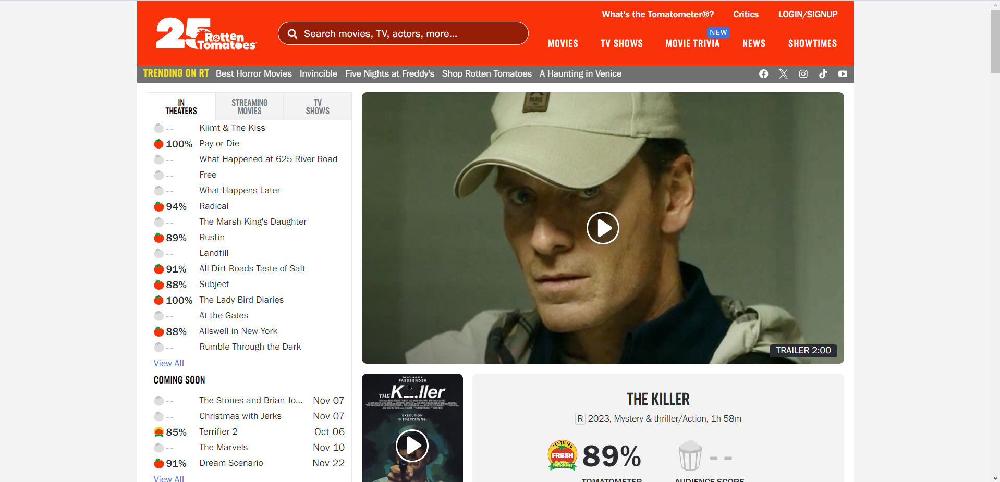 What's the Tomatometer®?
Critics
LOGIN/SIGNUP
25
Rotten
Tomatoes
Search movies, TV, actors, more...
NEW
MOVIES
TV SHOWS
MOVIE TRIVIA
NEWS
SHOWTIMES
TRENDING ON RT
Best Horror Movies
Invincible
Five Nights at Freddy's
Shop Rotten Tomatoes
A Haunting in Venice
IN
THEATERS
STREAMING
MOVIES
TV
SHOWS
- - Klimt & The Kiss
100% Pay or Die
- - What Happened at 625 River Road
- - Free
- - What Happens Later
94% Radical
- - The Marsh King's Daughter
89% Rustin
- - Landfill
91% All Dirt Roads Taste of Salt
88% Subject
100% The Lady Bird Diaries
- - At the Gates
88% Allswell in New York
- - Rumble Through the Dark
View All
COMING SOON
- - The Stones and Brian Jo... Nov 07
- - Christmas with Jerks Nov 07
85% Terrifier 2 Oct 06
- - The Marvels Nov 10
91% Dream Scenario Nov 22
View All
PARIS
TRAILER 2:00
MICHAEL
FASSBENDER
THE K_ller
EXECUTION
IS EVERYTHING.
THE KILLER
R 2023, Mystery & thriller/Action, 1h 58m
CERTIFIED
FRESH
Rotten
Tomatoes
89%
- -
TOMATOMETER
AUDIENCE SCORE